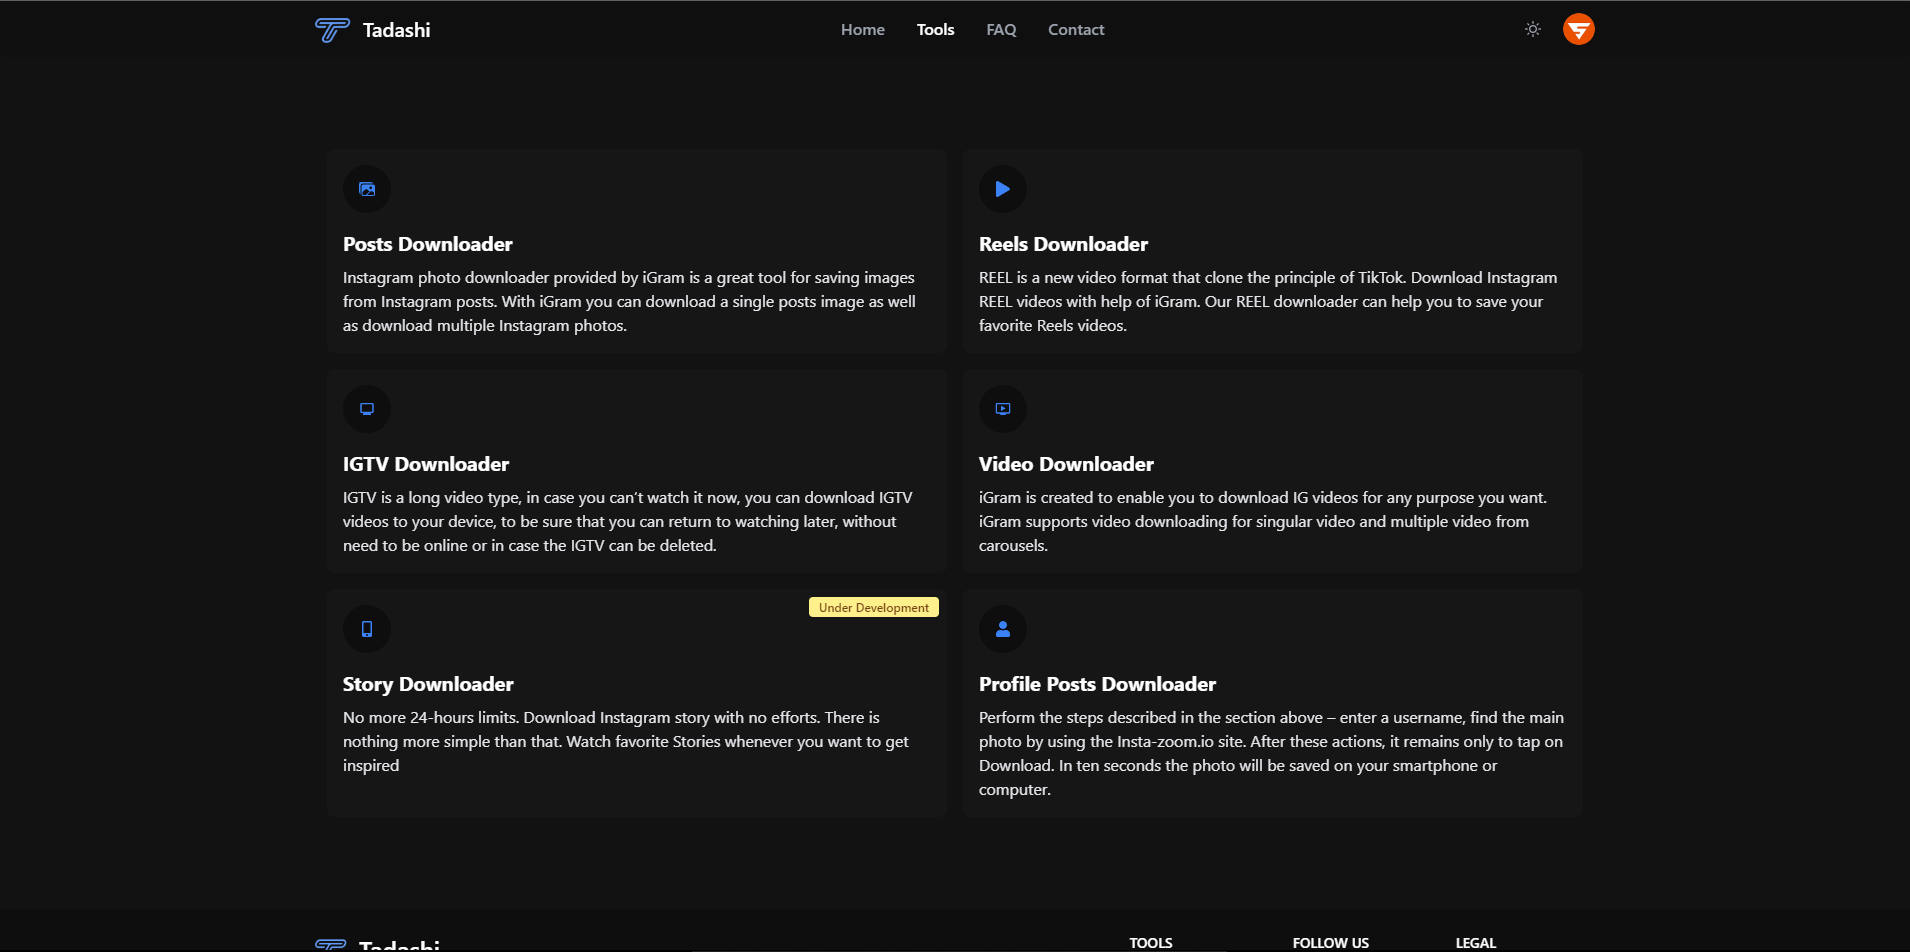 Tadashi
Home Tools FAQ Contact
Posts Downloader
Instagram photo downloader provided by iGram is a great tool for saving images
from Instagram posts. With iGram you can download a single posts image as well
as download multiple Instagram photos.
Reels Downloader
REEL is a new video format that clone the principle of TikTok. Download Instagram
REEL videos with help of iGram. Our REEL downloader can help you to save your
favorite Reels videos.
IGTV Downloader
IGTV is a long video type, in case you can’t watch it now, you can download IGTV
videos to your device, to be sure that you can return to watching later, without
need to be online or in case the IGTV can be deleted.
Video Downloader
iGram is created to enable you to download IG videos for any purpose you want.
iGram supports video downloading for singular video and multiple video from
carousels.
Under Development
Story Downloader
No more 24-hours limits. Download Instagram story with no efforts. There is
nothing more simple than that. Watch favorite Stories whenever you want to get
inspired
Profile Posts Downloader
Perform the steps described in the section above – enter a username, find the main
photo by using the Insta-zoom.io site. After these actions, it remains only to tap on
Download. In ten seconds the photo will be saved on your smartphone or
computer.
Tadashi
TOOLS FOLLOW US LEGAL